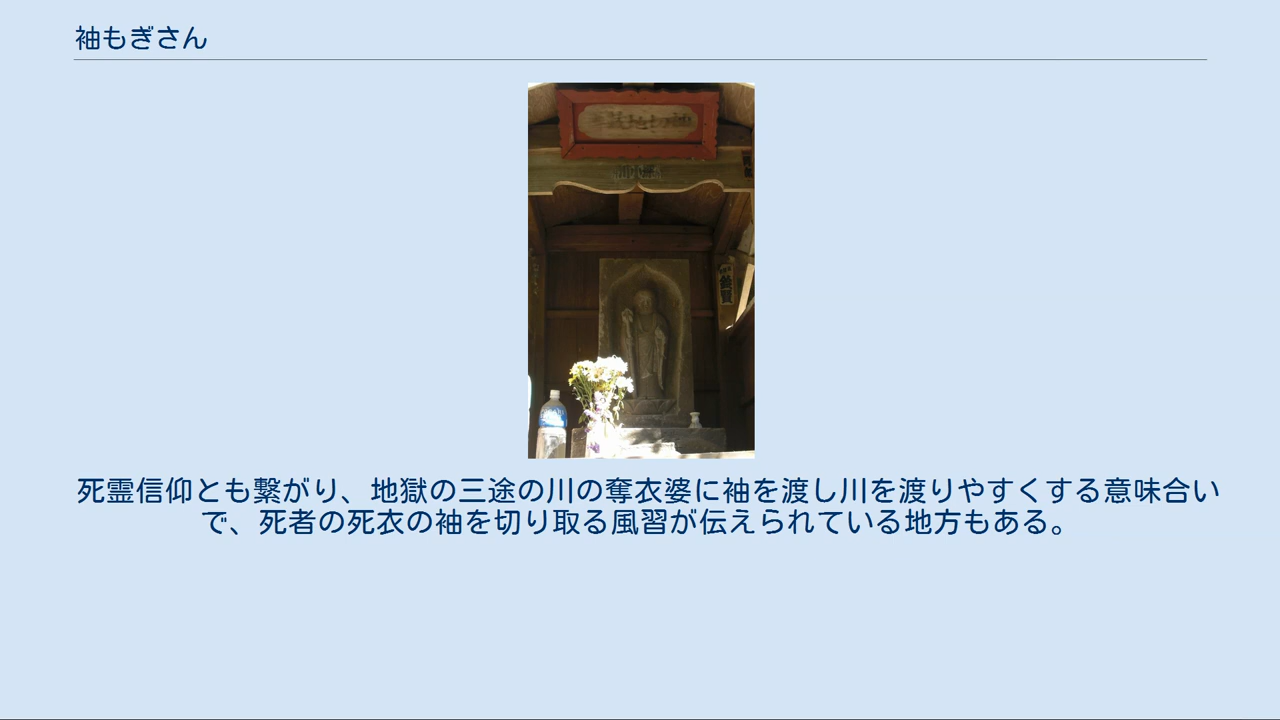 袖もぎさん
死霊信仰とも繋がり、地獄の三途の川の奪衣婆に袖を渡し川を渡りやすくする意味合い
で、死者の死衣の袖を切り取る風習が伝えられている地方もある。